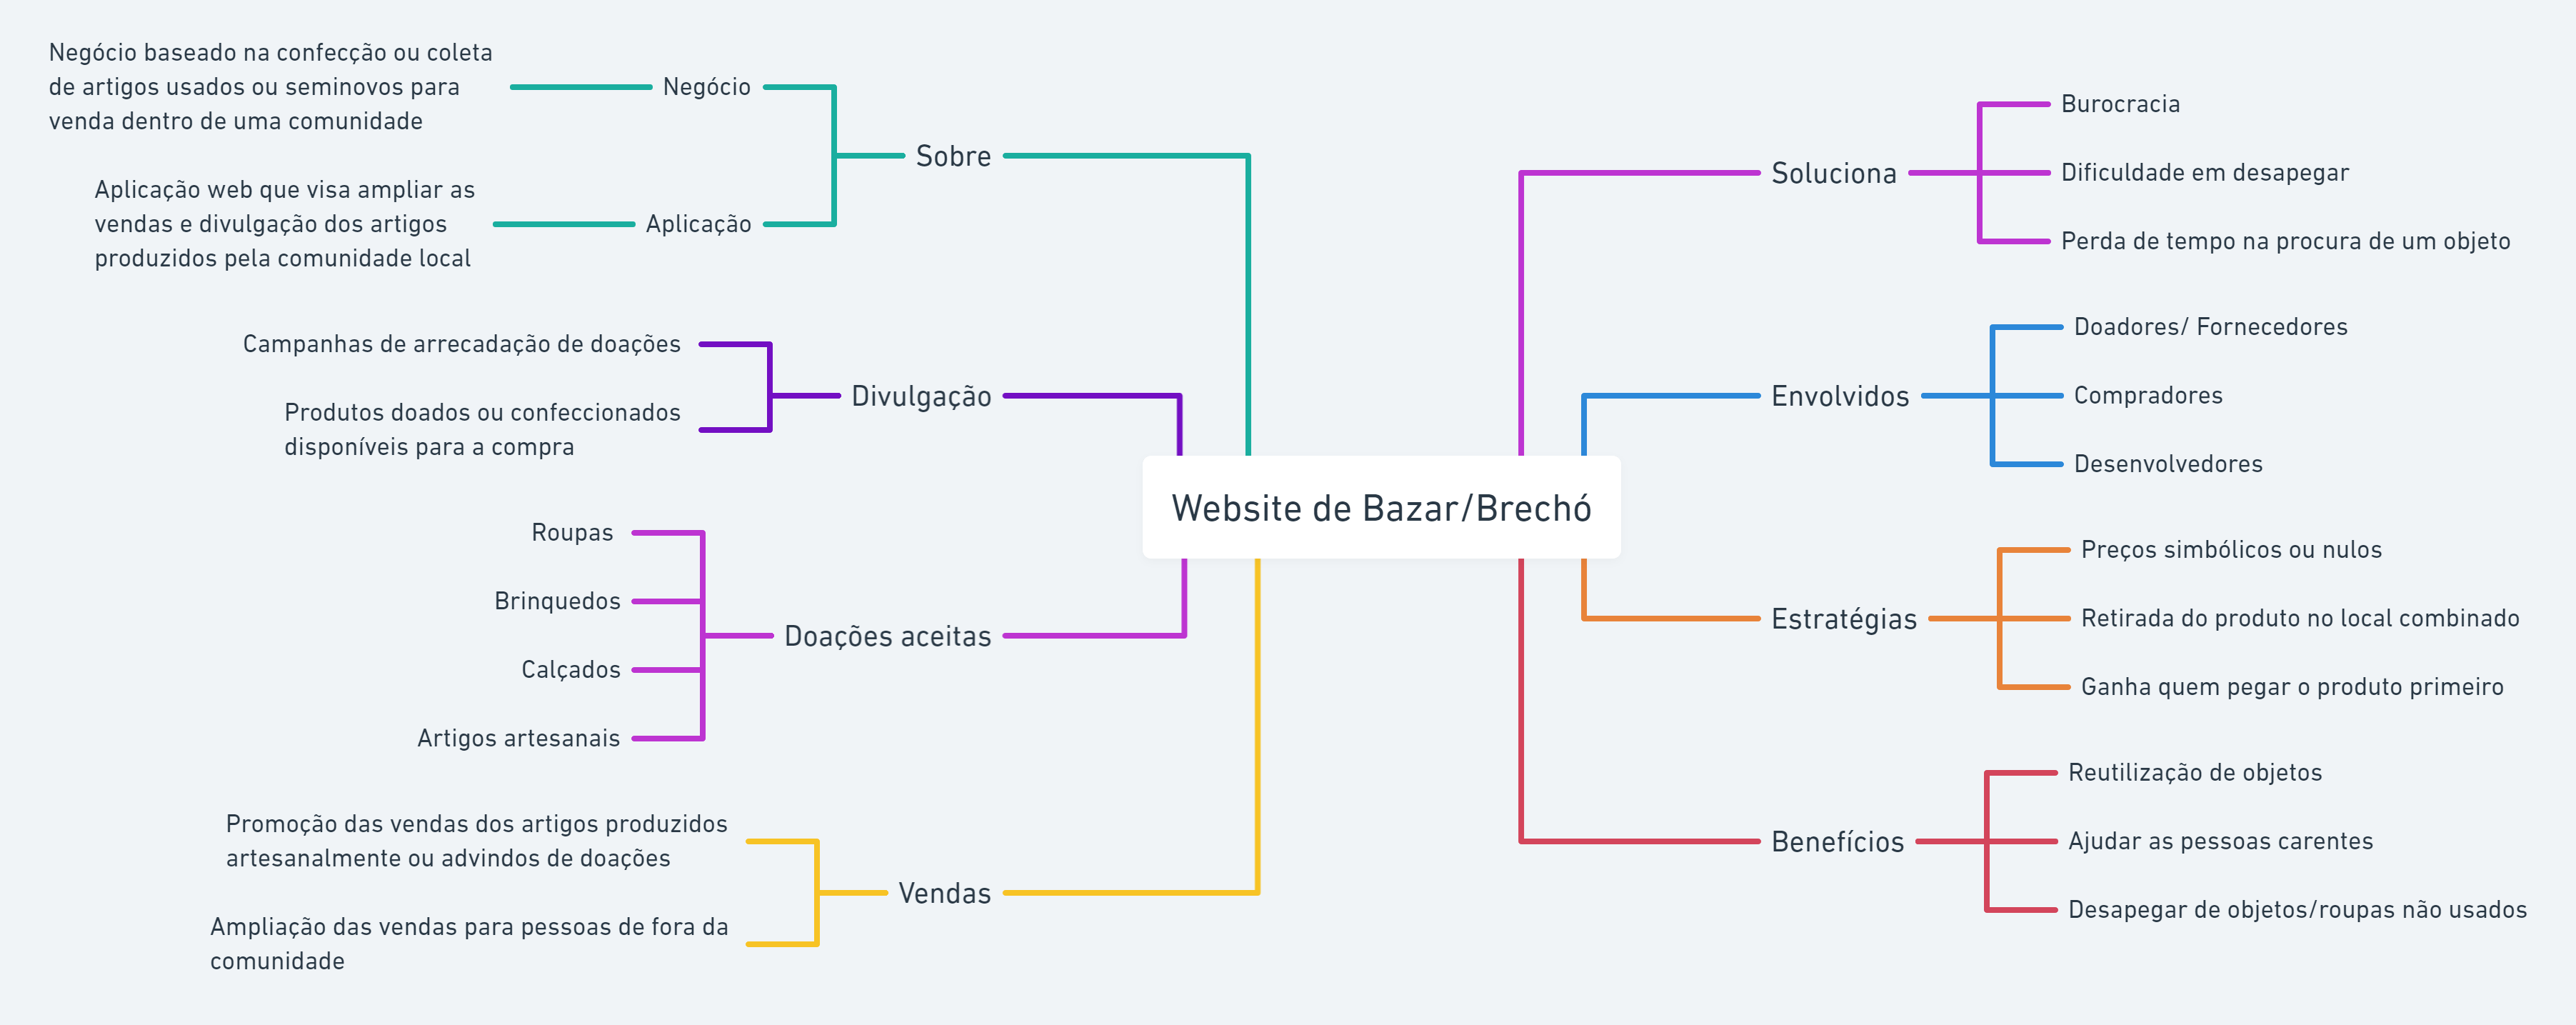 Website de Bazar/Brechó
Sobre
Negócio
Negócio baseado na confecção ou coleta
de artigos usados ou seminovos para
venda dentro de uma comunidade
Aplicação
Aplicação web que visa ampliar as
vendas e divulgação dos artigos
produzidos pela comunidade local
Divulgação
Campanhas de arrecadação de doações
Produtos doados ou confeccionados
disponíveis para a compra
Doações aceitas
Roupas
Brinquedos
Calçados
Artigos artesanais
Vendas
Promoção das vendas dos artigos produzidos
artesanalmente ou advindos de doações
Ampliação das vendas para pessoas de fora da
comunidade
Soluciona
Burocracia
Dificuldade em desapegar
Perda de tempo na procura de um objeto
Envolvidos
Doadores/ Fornecedores
Compradores
Desenvolvedores
Estratégias
Preços simbólicos ou nulos
Retirada do produto no local combinado
Ganha quem pegar o produto primeiro
Benefícios
Reutilização de objetos
Ajudar as pessoas carentes
Desapegar de objetos/roupas não usados